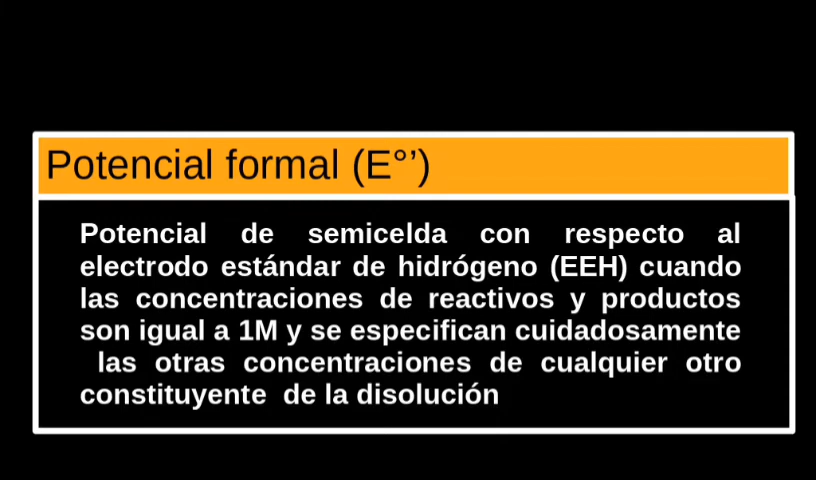 Potencial formal (E°’)
Potencial de semicelda con respecto al
electrodo estándar de hidrógeno (EEH) cuando
las concentraciones de reactivos y productos
son igual a 1M y se especifican cuidadosamente
las otras concentraciones de cualquier otro
constituyente de la disolución